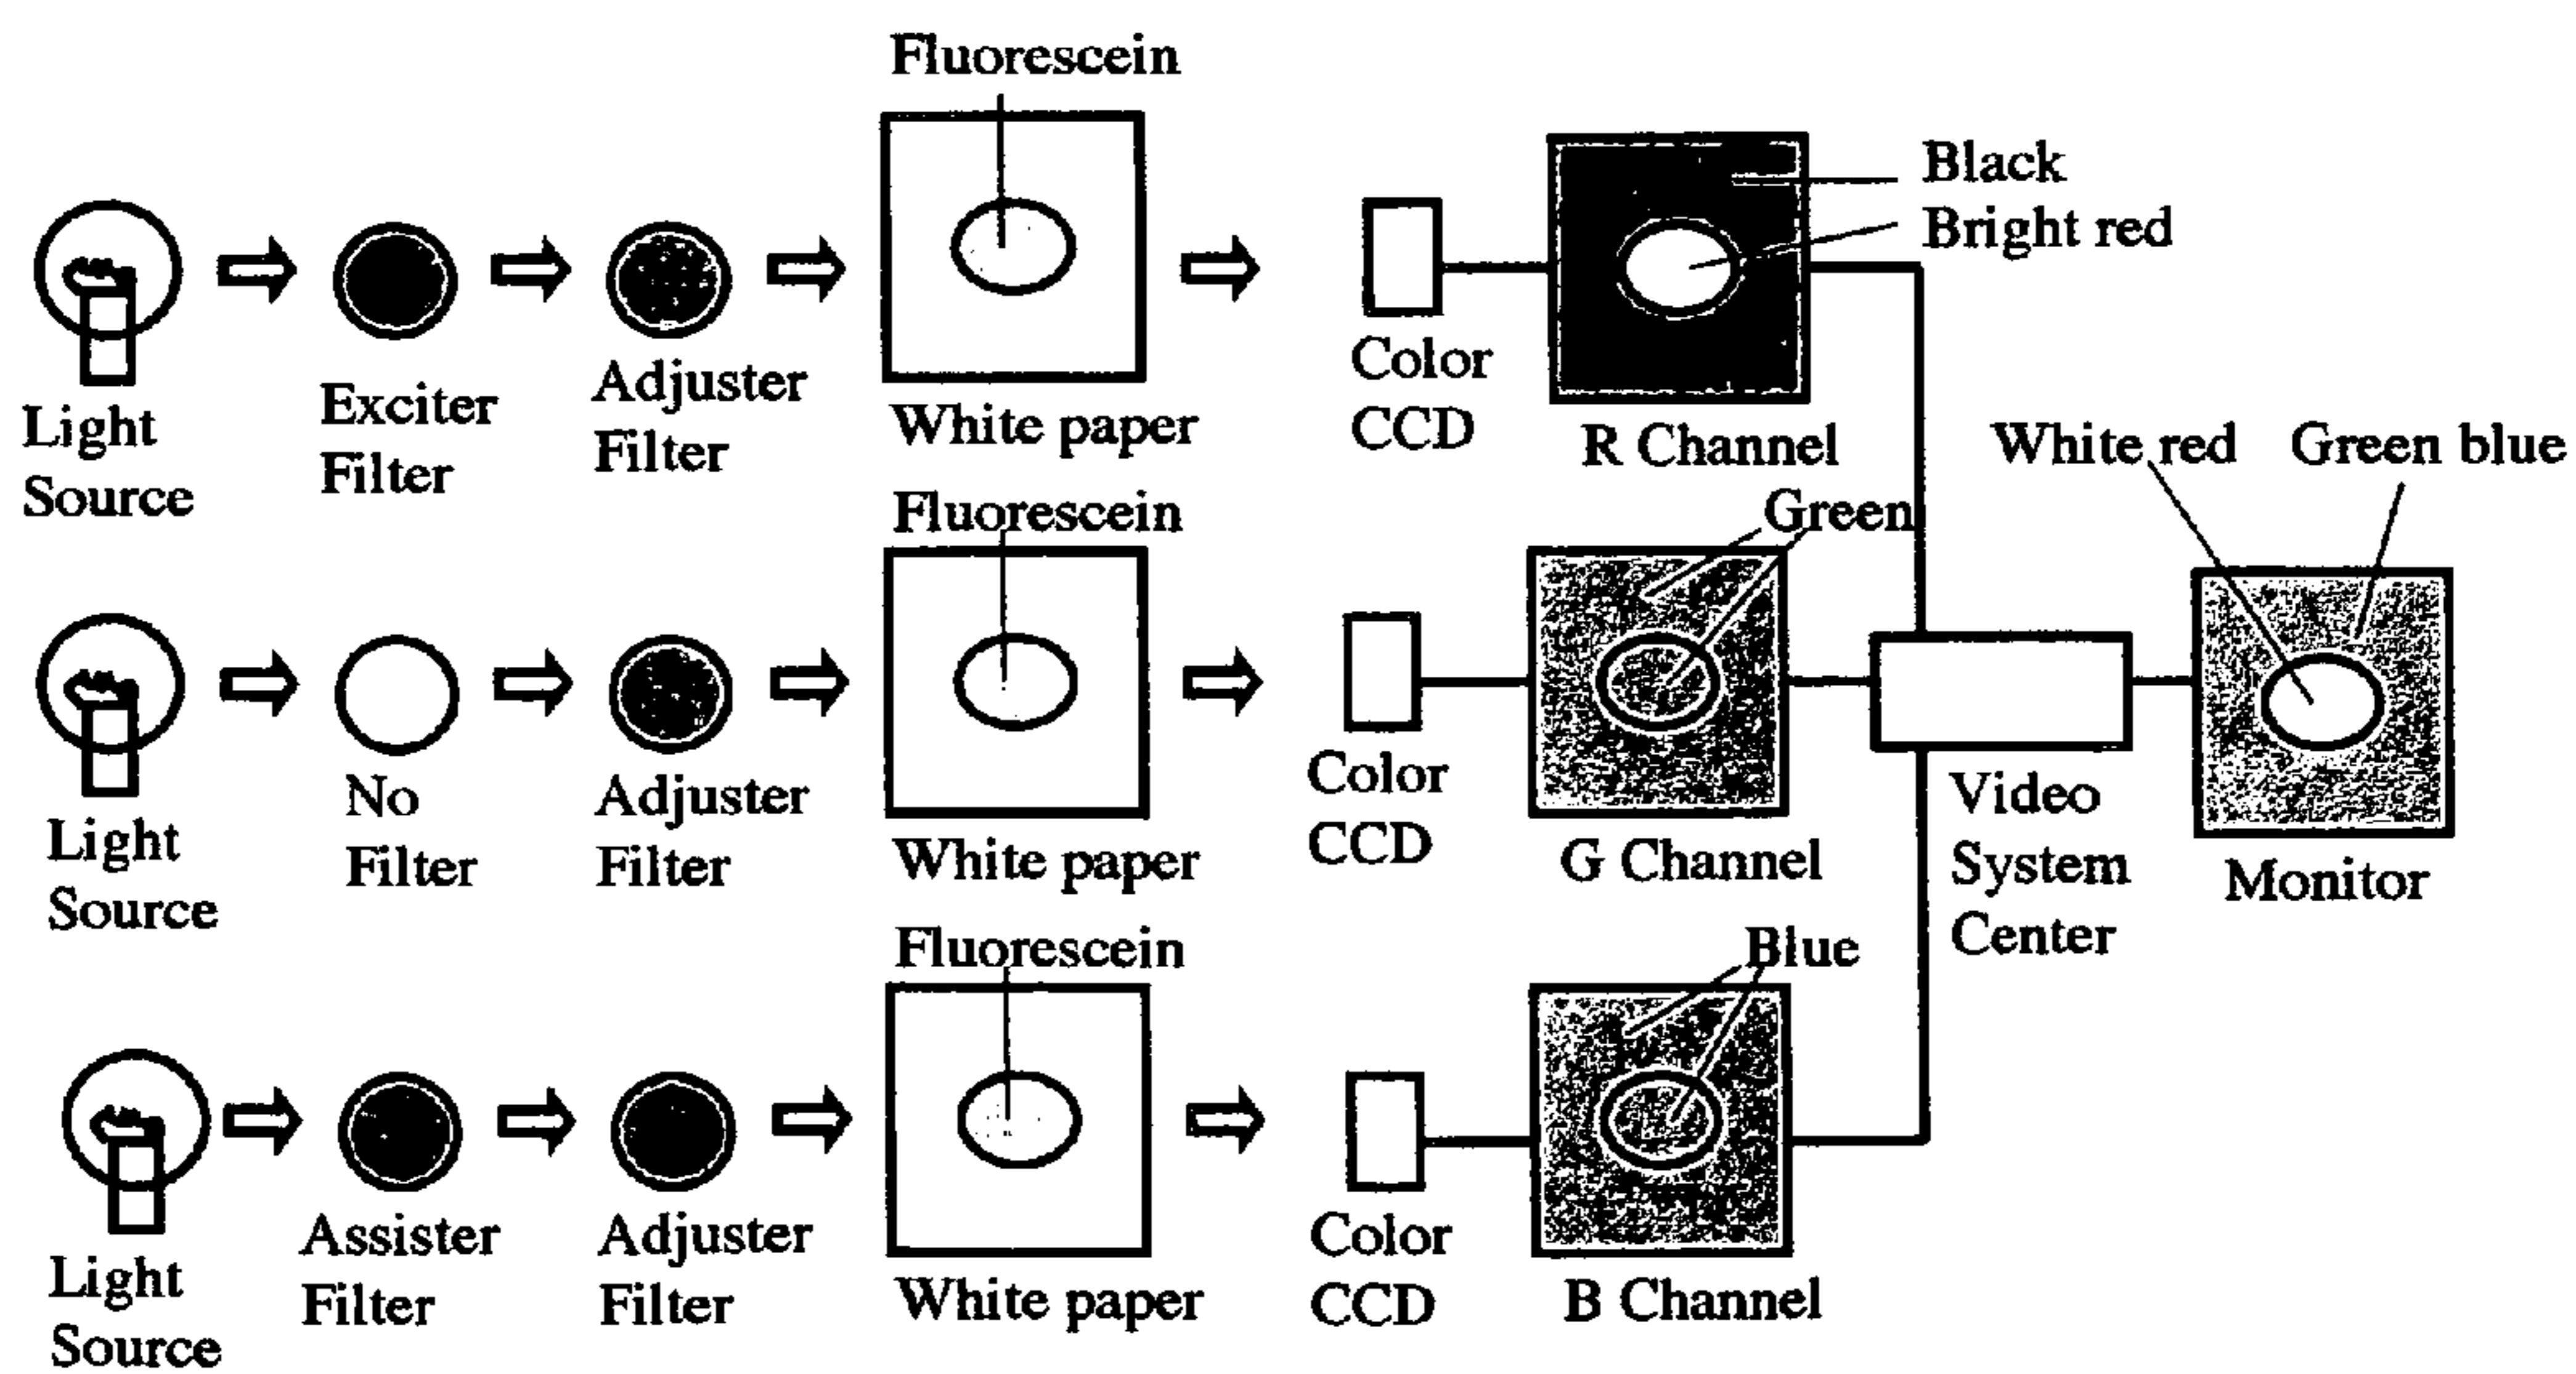 Fluorescein
Light
Source
Exciter
Filter
Adjuster
Filter
White paper
Color
CCD
Black
Bright red
R Channel
White red
Green blue
Fluorescein
Light
Source
No
Filter
Adjuster
Filter
White paper
Color
CCD
Green
G Channel
Video
System
Center
Monitor
Fluorescein
Light
Source
Assister
Filter
Adjuster
Filter
White paper
Color
CCD
Blue
B Channel